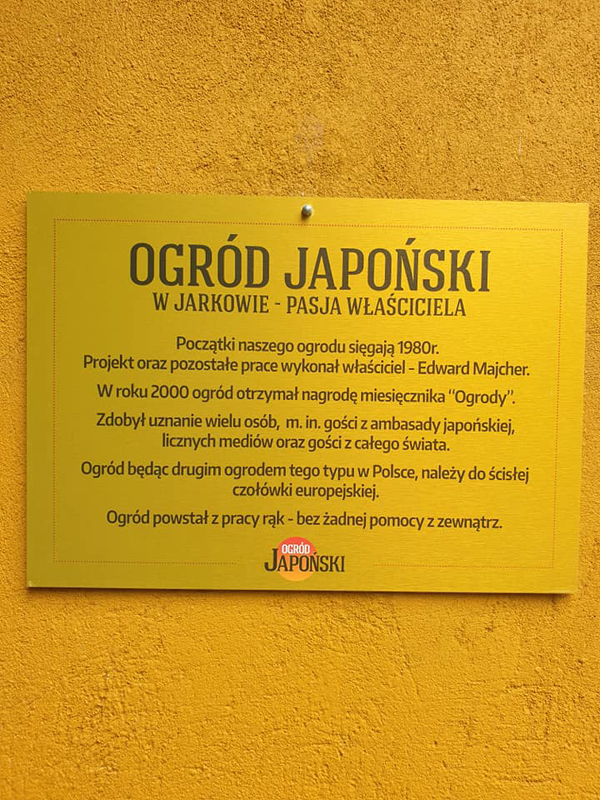 OGRÓD JAPOŃSKI
W JARKOWIE - PASJA WŁAŚCICIELA
Początki naszego ogrodu sięgają 1980r.
Projekt oraz pozostałe prace wykonał właściciel - Edward Majcher.
W roku 2000 ogród otrzymał nagrodę miesięcznika “Ogrody”.
Zdobył uznanie wielu osób, m. in. gości z ambasady japońskiej,
licznych mediów oraz gości z całego świata.
Ogród będąc drugim ogrodem tego typu w Polsce, należy do ścisłej
czołówki europejskiej.
Ogród powstał z pracy rąk - bez żadnej pomocy z zewnątrz.
OGRÓD
JAPOŃSKI